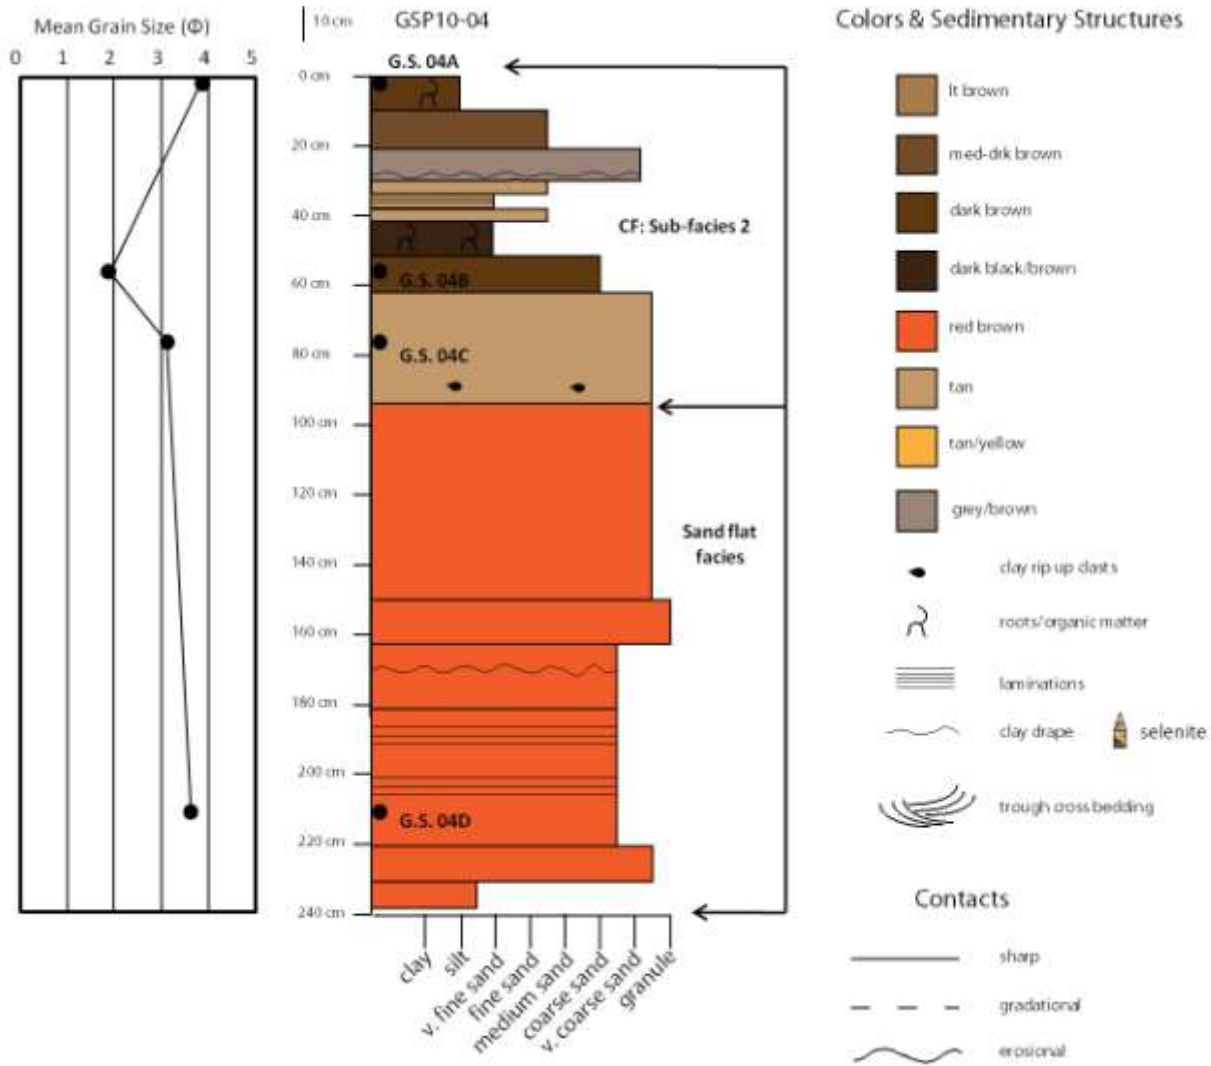 Mean Grain Size (Φ)
0 1 2 3 4 5
10 cm
GSP10-04
G.S. 04A
0 cm
20 cm
40 cm
60 cm
80 cm
100 cm
120 cm
140 cm
160 cm
180 cm
200 cm
220 cm
240 cm
G.S. 04B
G.S. 04C
G.S. 04D
CF: Sub-facies 2
Sand flat
facies
clay
silt
v. fine sand
fine sand
medium sand
coarse sand
v. coarse sand
granule
Colors & Sedimentary Structures
lt brown
med-drk brown
dark brown
dark black/brown
red brown
tan
tan/yellow
grey/brown
clay rip up clasts
roots/organic matter
laminations
clay drape
selenite
trough cross bedding
Contacts
sharp
gradational
erosional